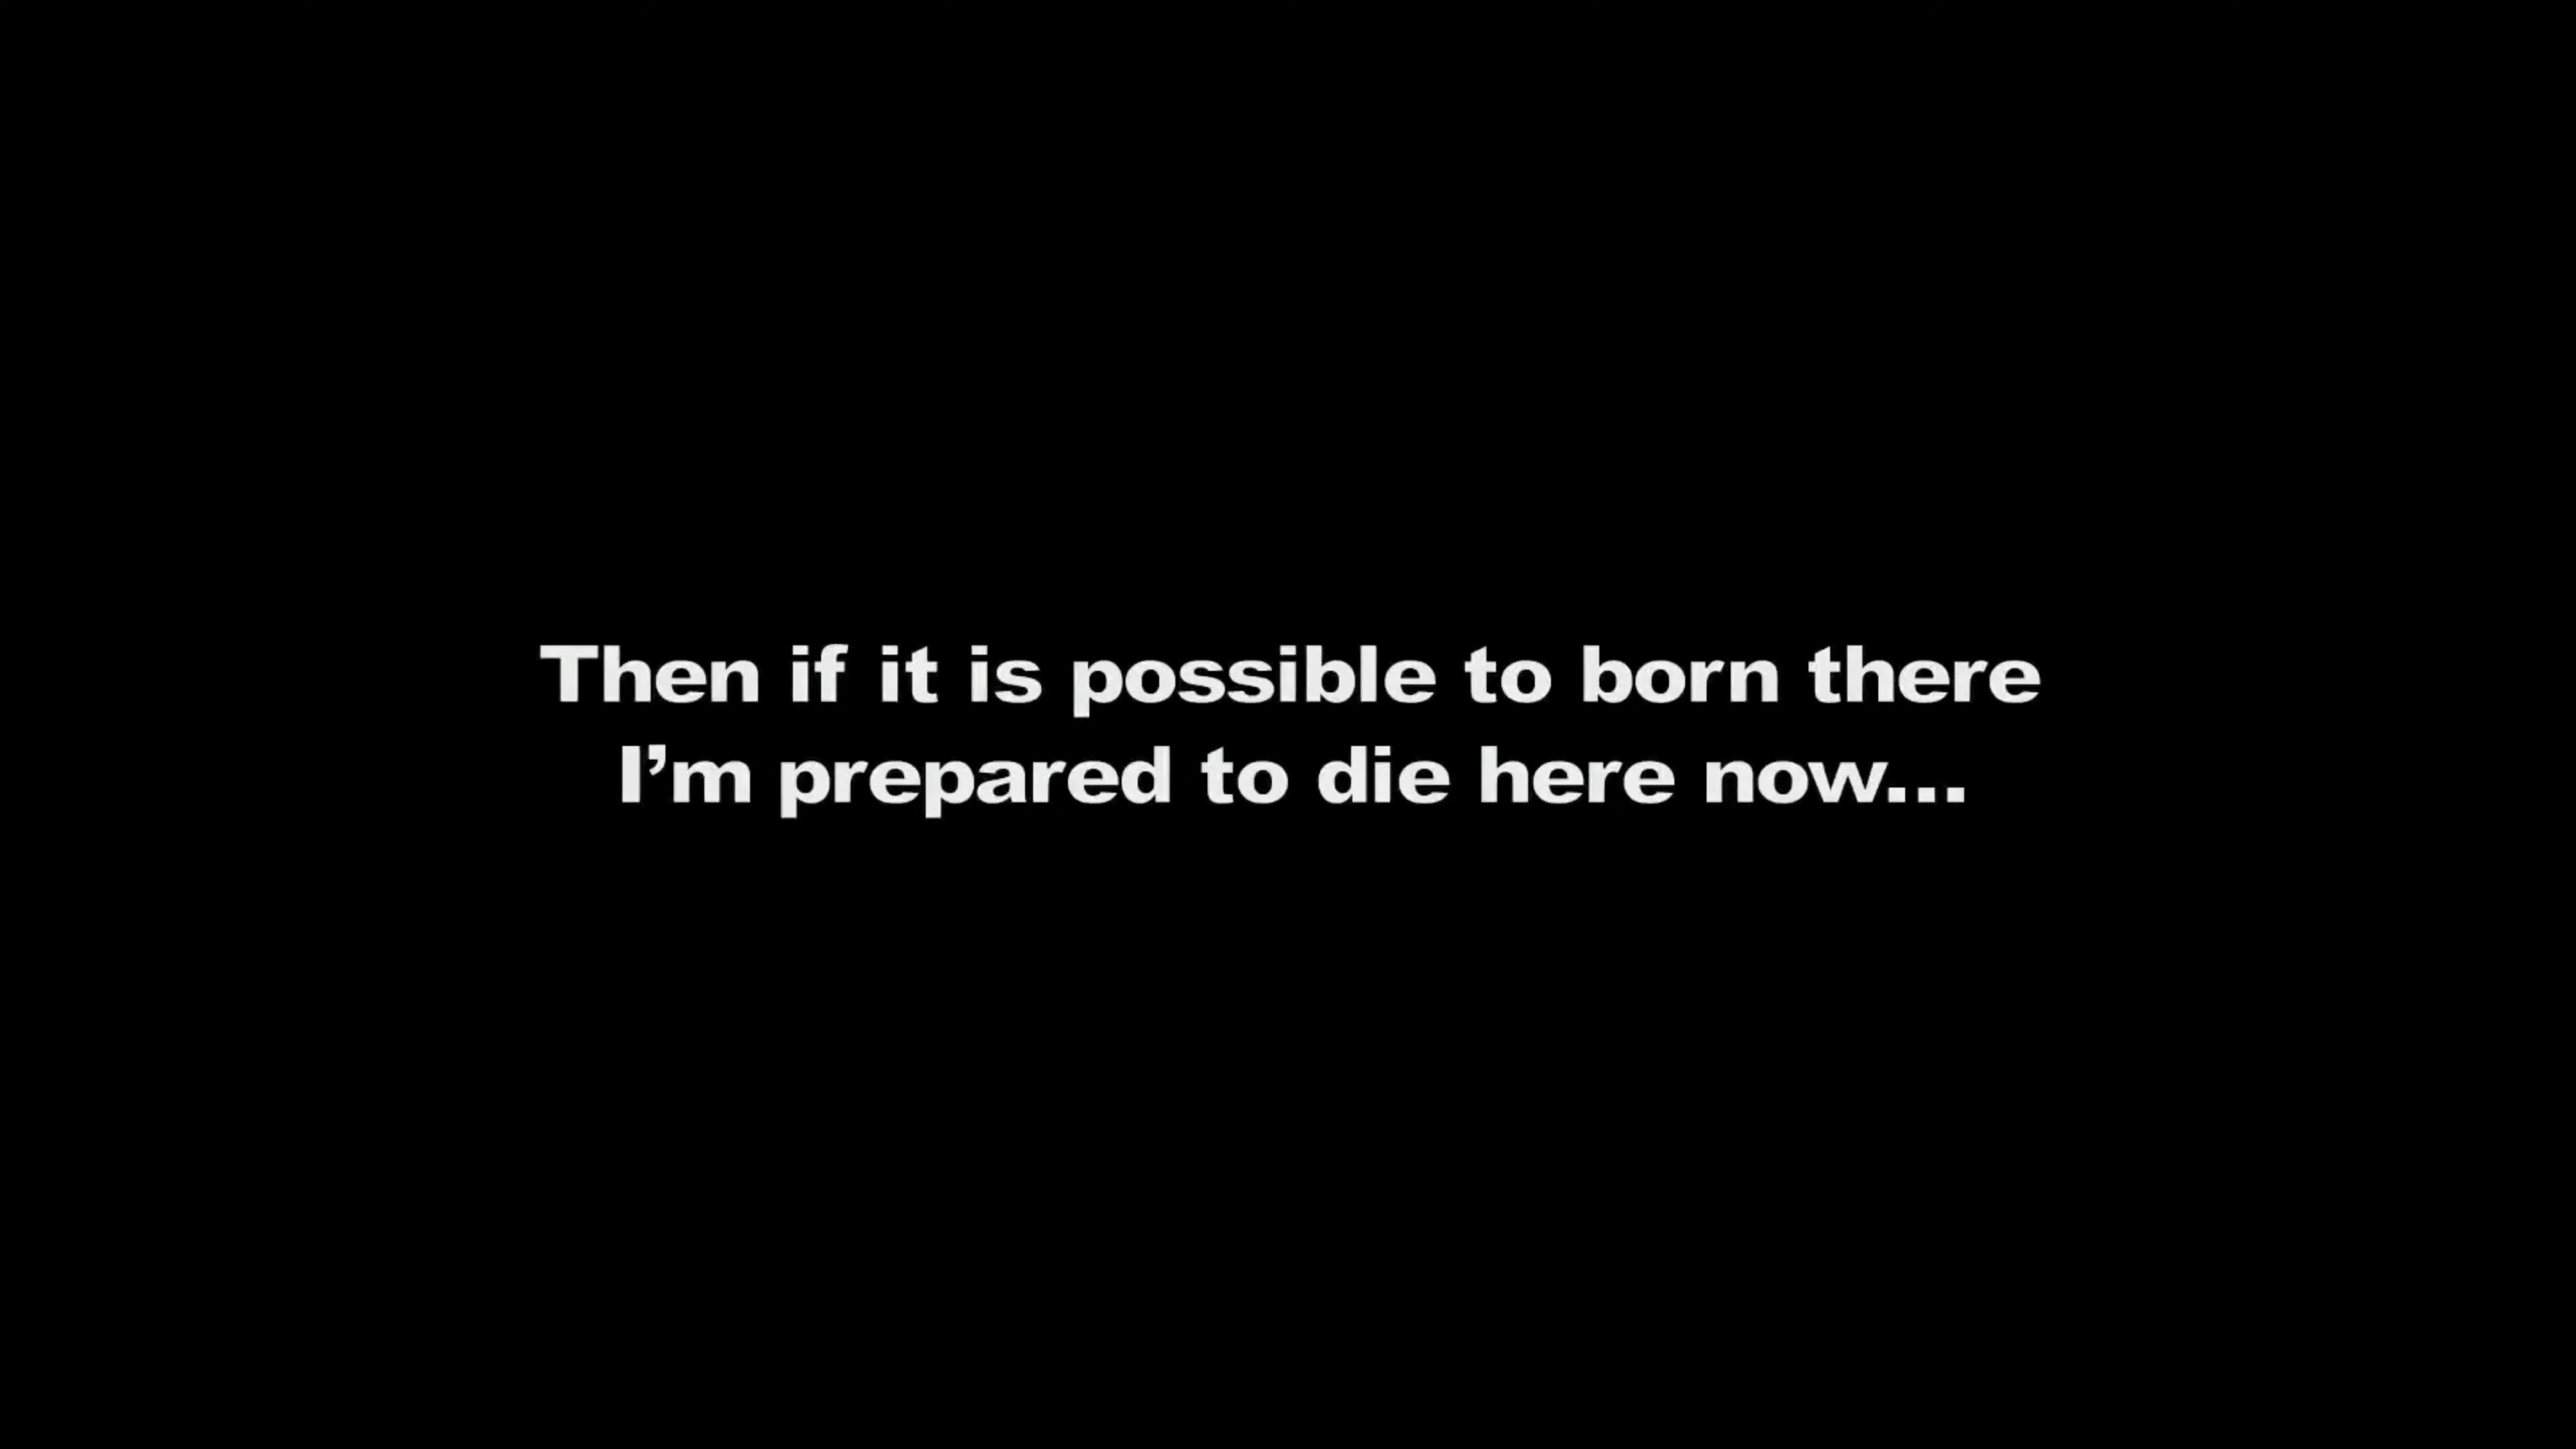 Then if it is possible to born there
I’m prepared to die here now...